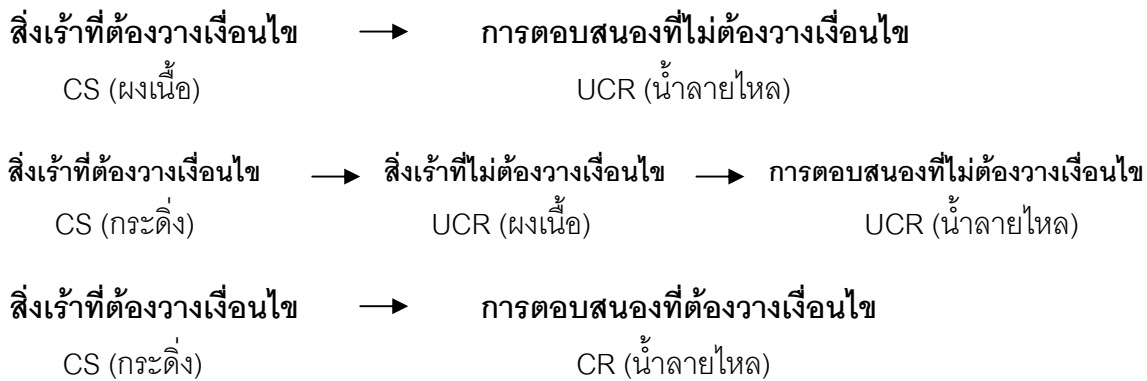 สิ่งเร้าที่ต้องวางเงื่อนไข → การตอบสนองที่ไม่ต้องวางเงื่อนไข
CS (ผงเนื้อ) UCR (น้ำลายไหล)
สิ่งเร้าที่ต้องวางเงื่อนไข → สิ่งเร้าที่ไม่ต้องวางเงื่อนไข → การตอบสนองที่ไม่ต้องวางเงื่อนไข
CS (กระดิ่ง) UCR (ผงเนื้อ) UCR (น้ำลายไหล)
สิ่งเร้าที่ต้องวางเงื่อนไข → การตอบสนองที่ต้องวางเงื่อนไข
CS (กระดิ่ง) CR (น้ำลายไหล)